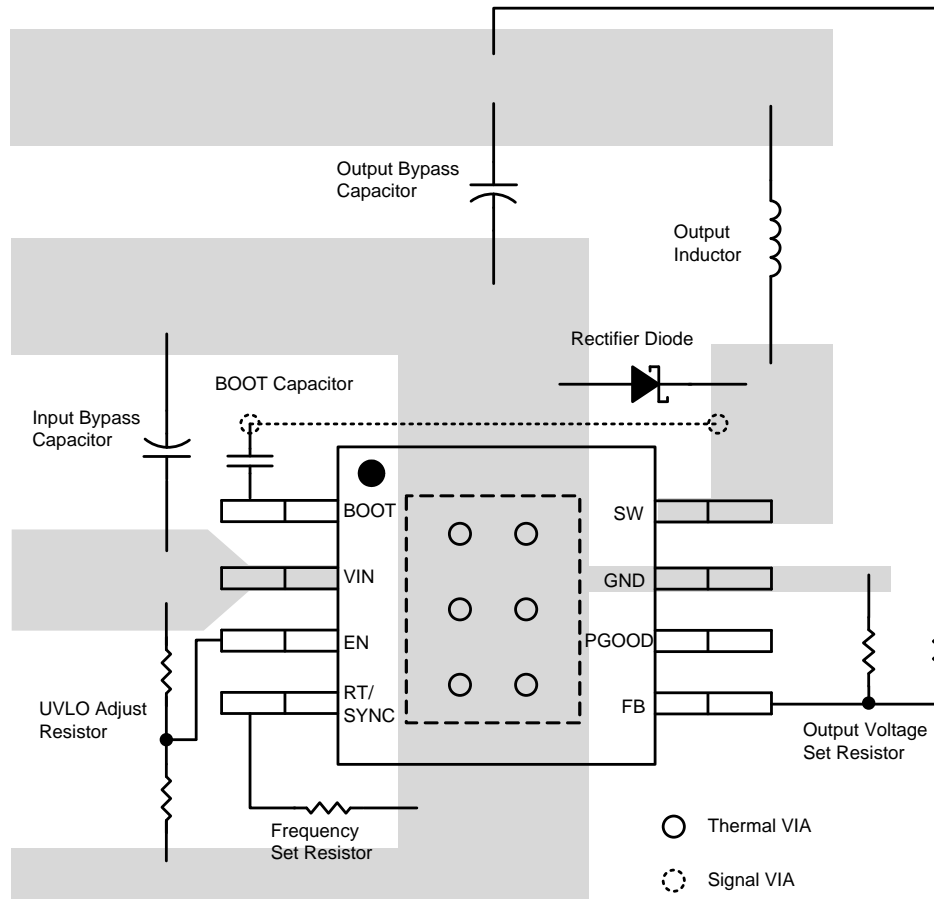 Output Bypass
Capacitor
Output
Inductor
Rectifier Diode
BOOT Capacitor
Input Bypass
Capacitor
BOOT
SW
VIN
GND
EN
PGOOD
RT/
SYNC
FB
UVLO Adjust
Resistor
Output Voltage
Set Resistor
Frequency
Set Resistor
Thermal VIA
Signal VIA